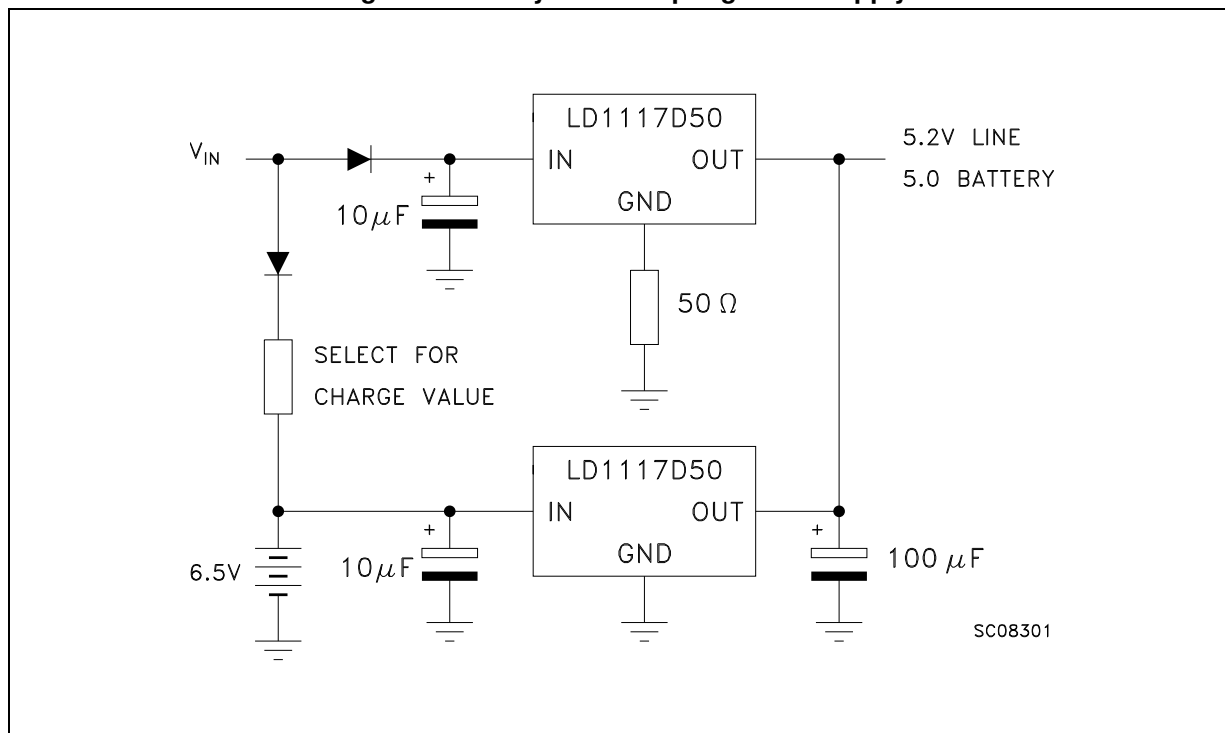 LD1117D50
V_IN
IN OUT
GND
+
10μF
5.2V LINE
5.0 BATTERY
50 Ω
SELECT FOR
CHARGE VALUE
LD1117D50
IN OUT
GND
+
10μF
6.5V
+
100 μF
SC08301